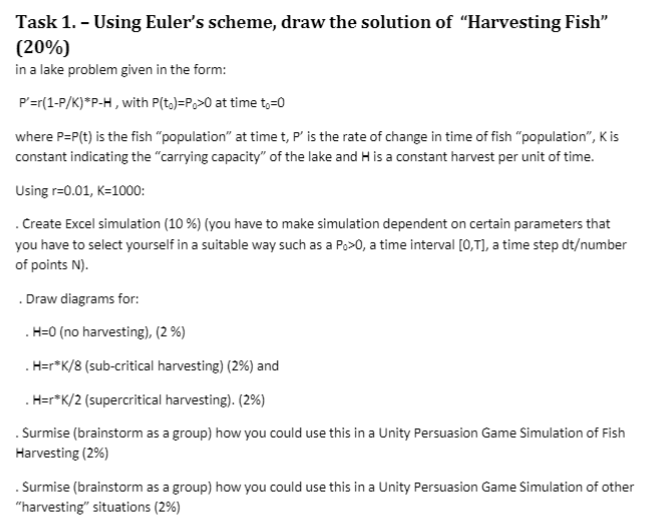 Task 1. – Using Euler's scheme, draw the solution of "Harvesting Fish"
(20%)
in a lake problem given in the form:
P'=r(1-P/K)*P-H , with P(t₀)=P₀>0 at time t₀=0
where P=P(t) is the fish "population" at time t, P' is the rate of change in time of fish "population", K is
constant indicating the "carrying capacity" of the lake and H is a constant harvest per unit of time.
Using r=0.01, K=1000:
. Create Excel simulation (10 %) (you have to make simulation dependent on certain parameters that
you have to select yourself in a suitable way such as a P₀>0, a time interval [0,T], a time step dt/number
of points N).
. Draw diagrams for:
. H=0 (no harvesting), (2 %)
. H=r*K/8 (sub-critical harvesting) (2%) and
. H=r*K/2 (supercritical harvesting). (2%)
. Surmise (brainstorm as a group) how you could use this in a Unity Persuasion Game Simulation of Fish
Harvesting (2%)
. Surmise (brainstorm as a group) how you could use this in a Unity Persuasion Game Simulation of other
"harvesting" situations (2%)